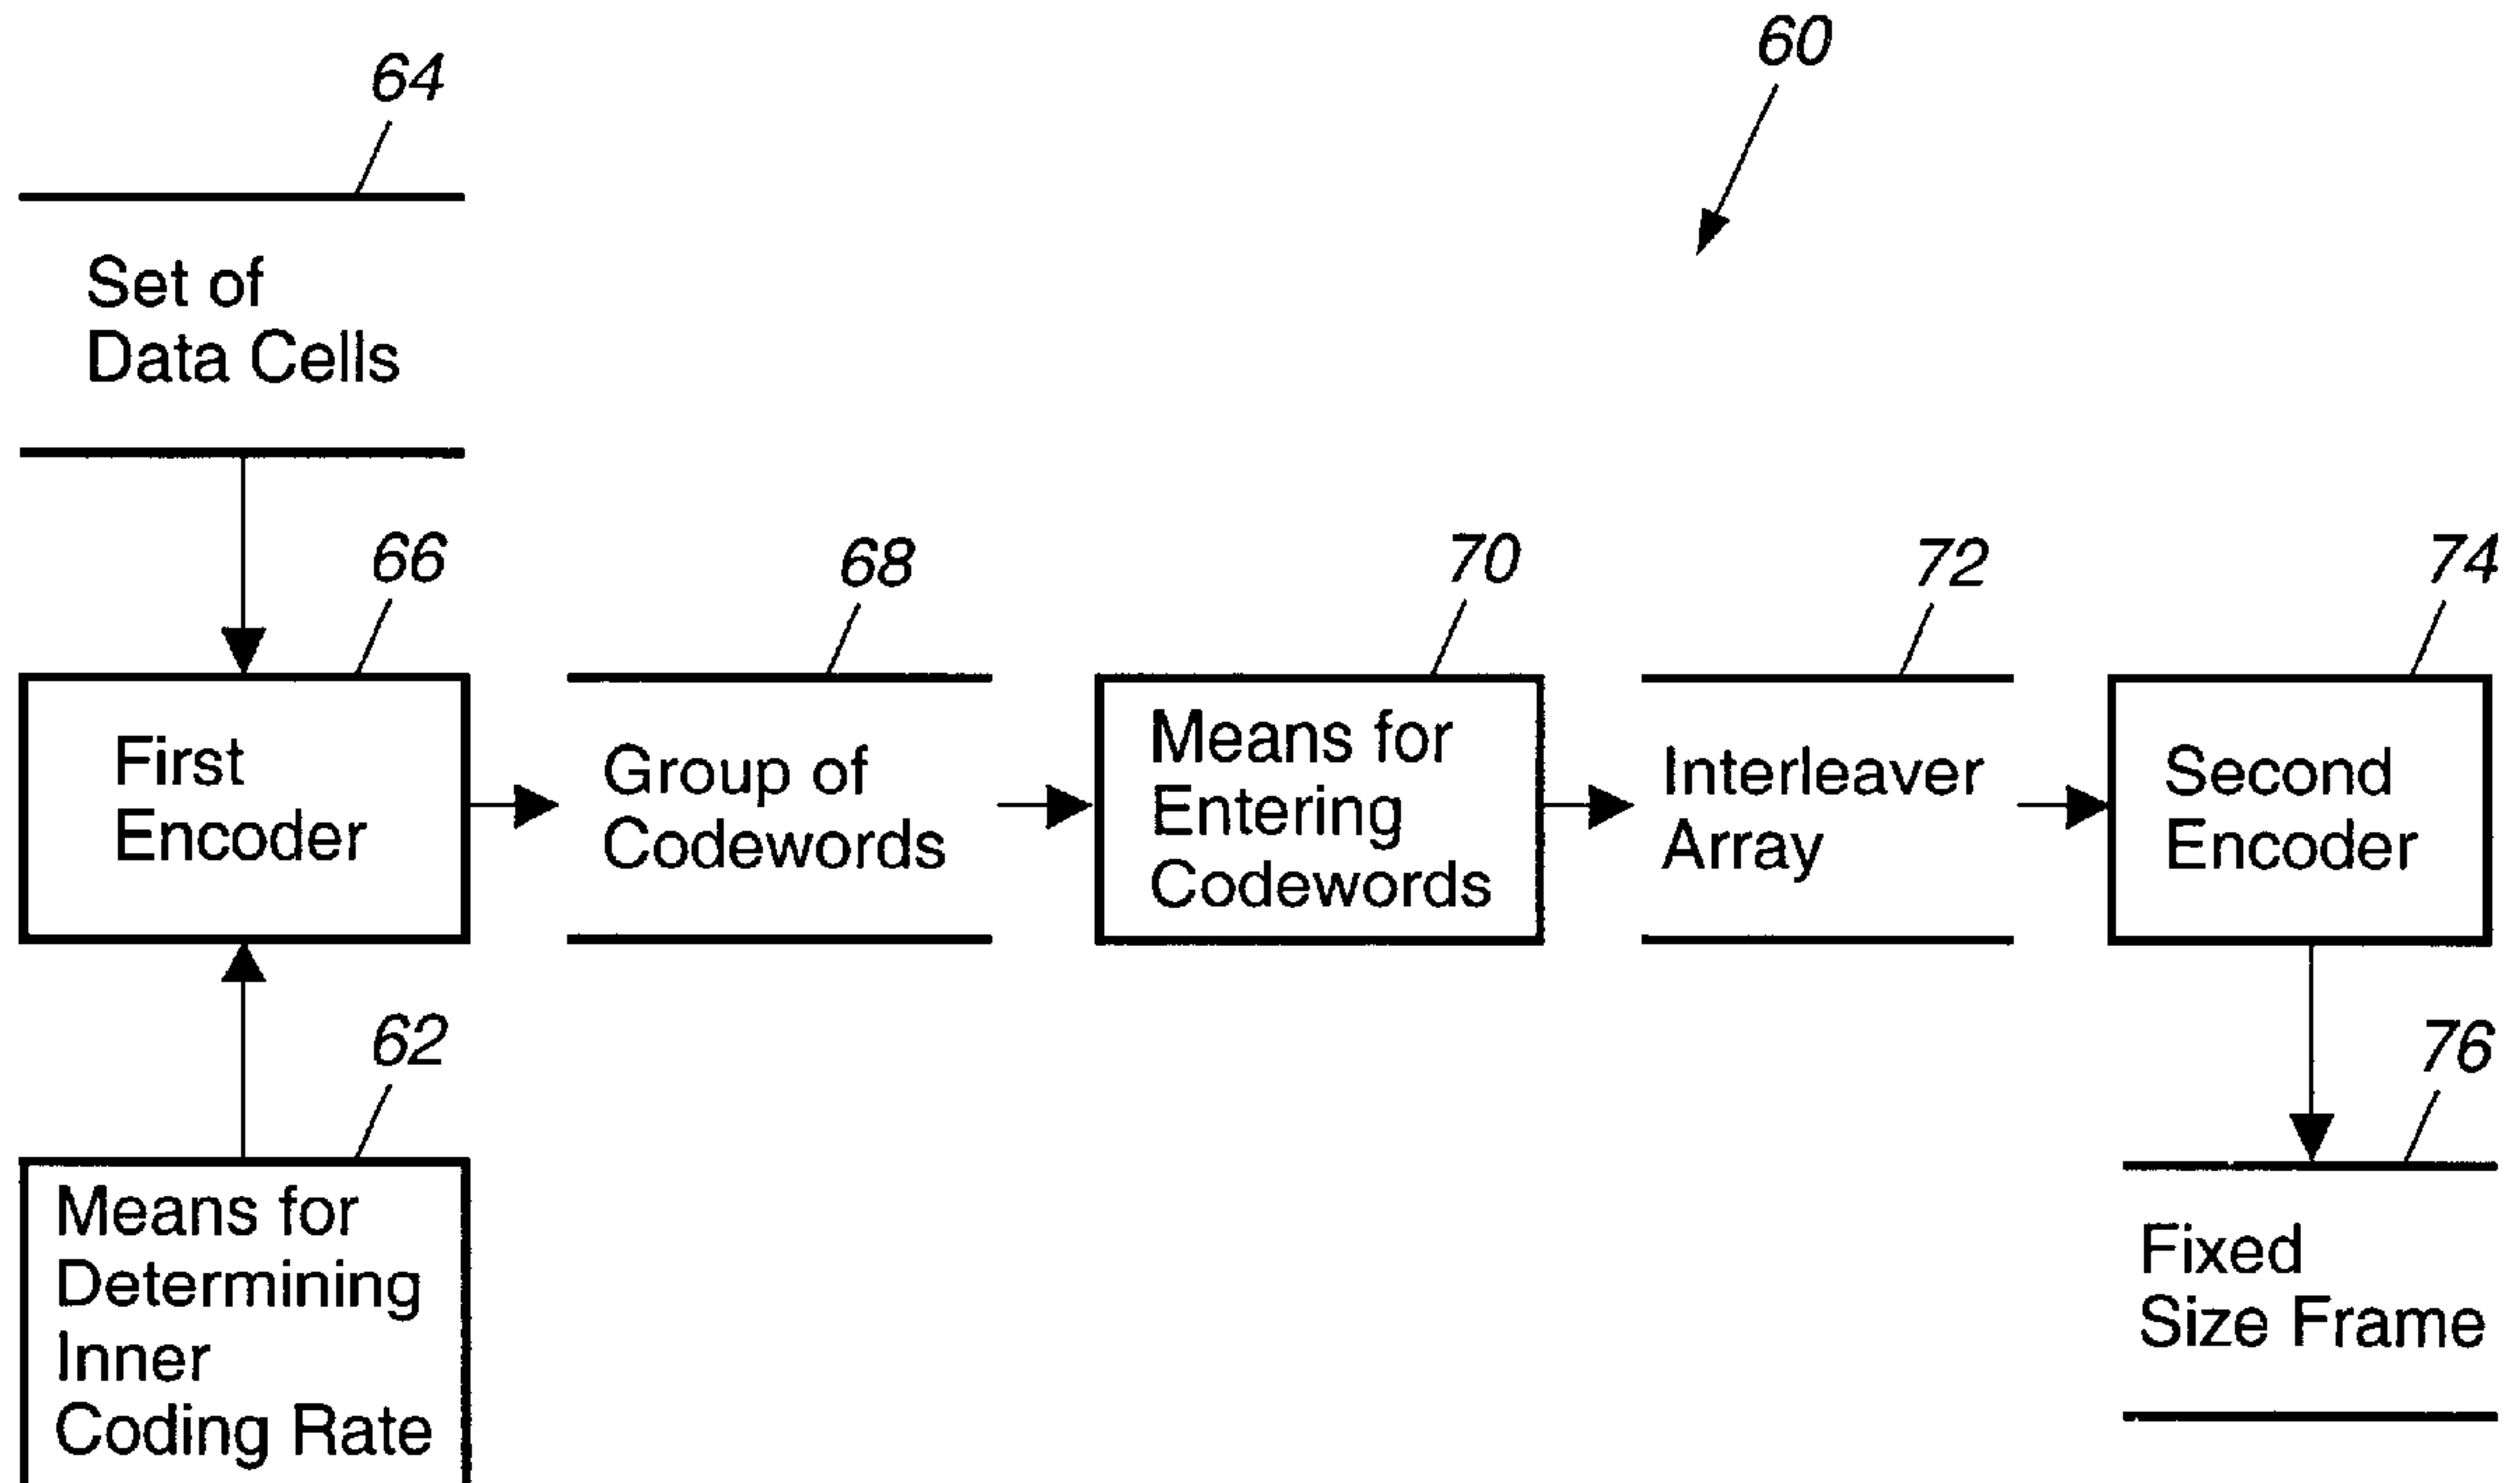 60
64
Set of
Data Cells
66
First
Encoder
68
Group of
Codewords
70
Means for
Entering
Codewords
72
Interleaver
Array
74
Second
Encoder
62
Means for
Determining
Inner
Coding Rate
76
Fixed
Size Frame